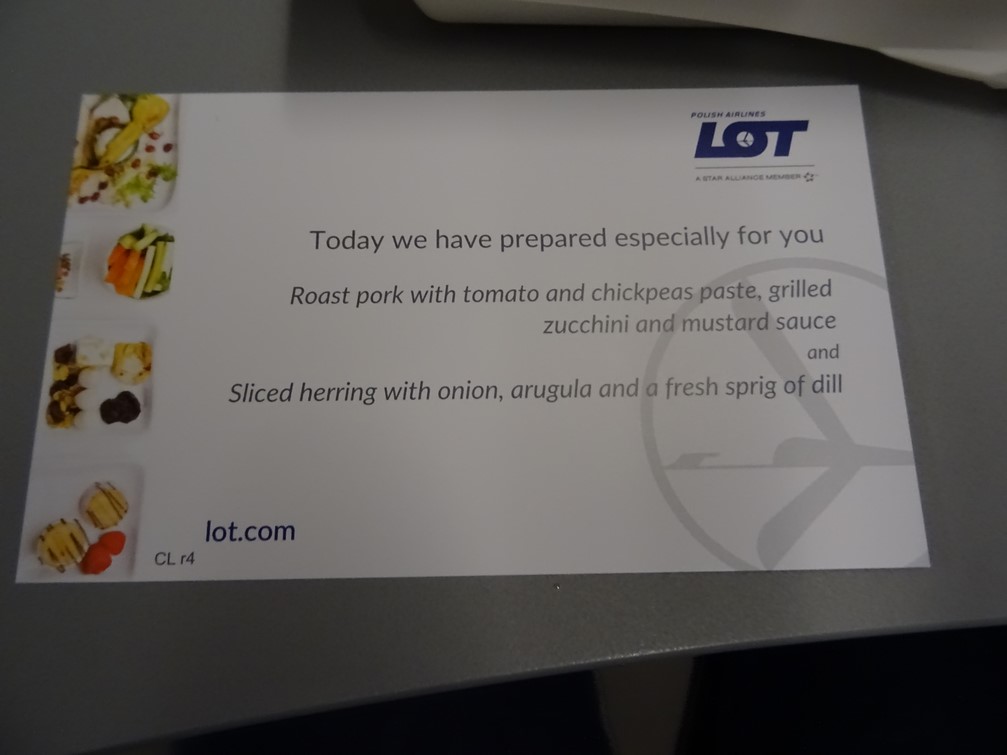 POLISH AIRLINES
LOT
A STAR ALLIANCE MEMBER
Today we have prepared especially for you
Roast pork with tomato and chickpeas paste, grilled
zucchini and mustard sauce
and
Sliced herring with onion, arugula and a fresh sprig of dill
lot.com
CL r4